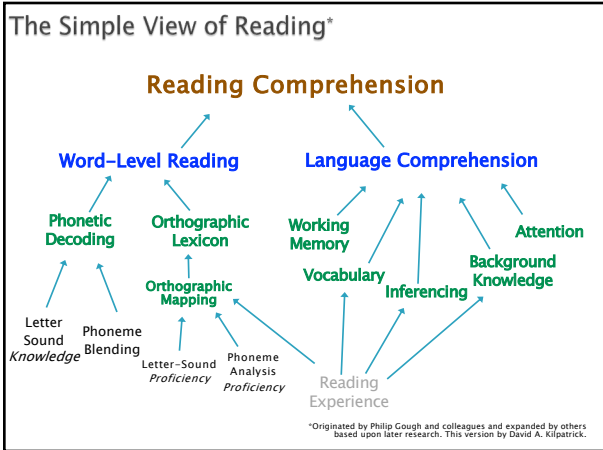 The Simple View of Reading*
Reading Comprehension
Word-Level Reading
Language Comprehension
Phonetic
Decoding
Orthographic
Lexicon
Working
Memory
Attention
Vocabulary
Inferencing
Background
Knowledge
Orthographic
Mapping
Letter
Sound
Knowledge
Phoneme
Blending
Letter-Sound
Proficiency
Phoneme
Analysis
Proficiency
Reading
Experience
*Originated by Philip Gough and colleagues and expanded by others
based upon later research. This version by David A. Kilpatrick.